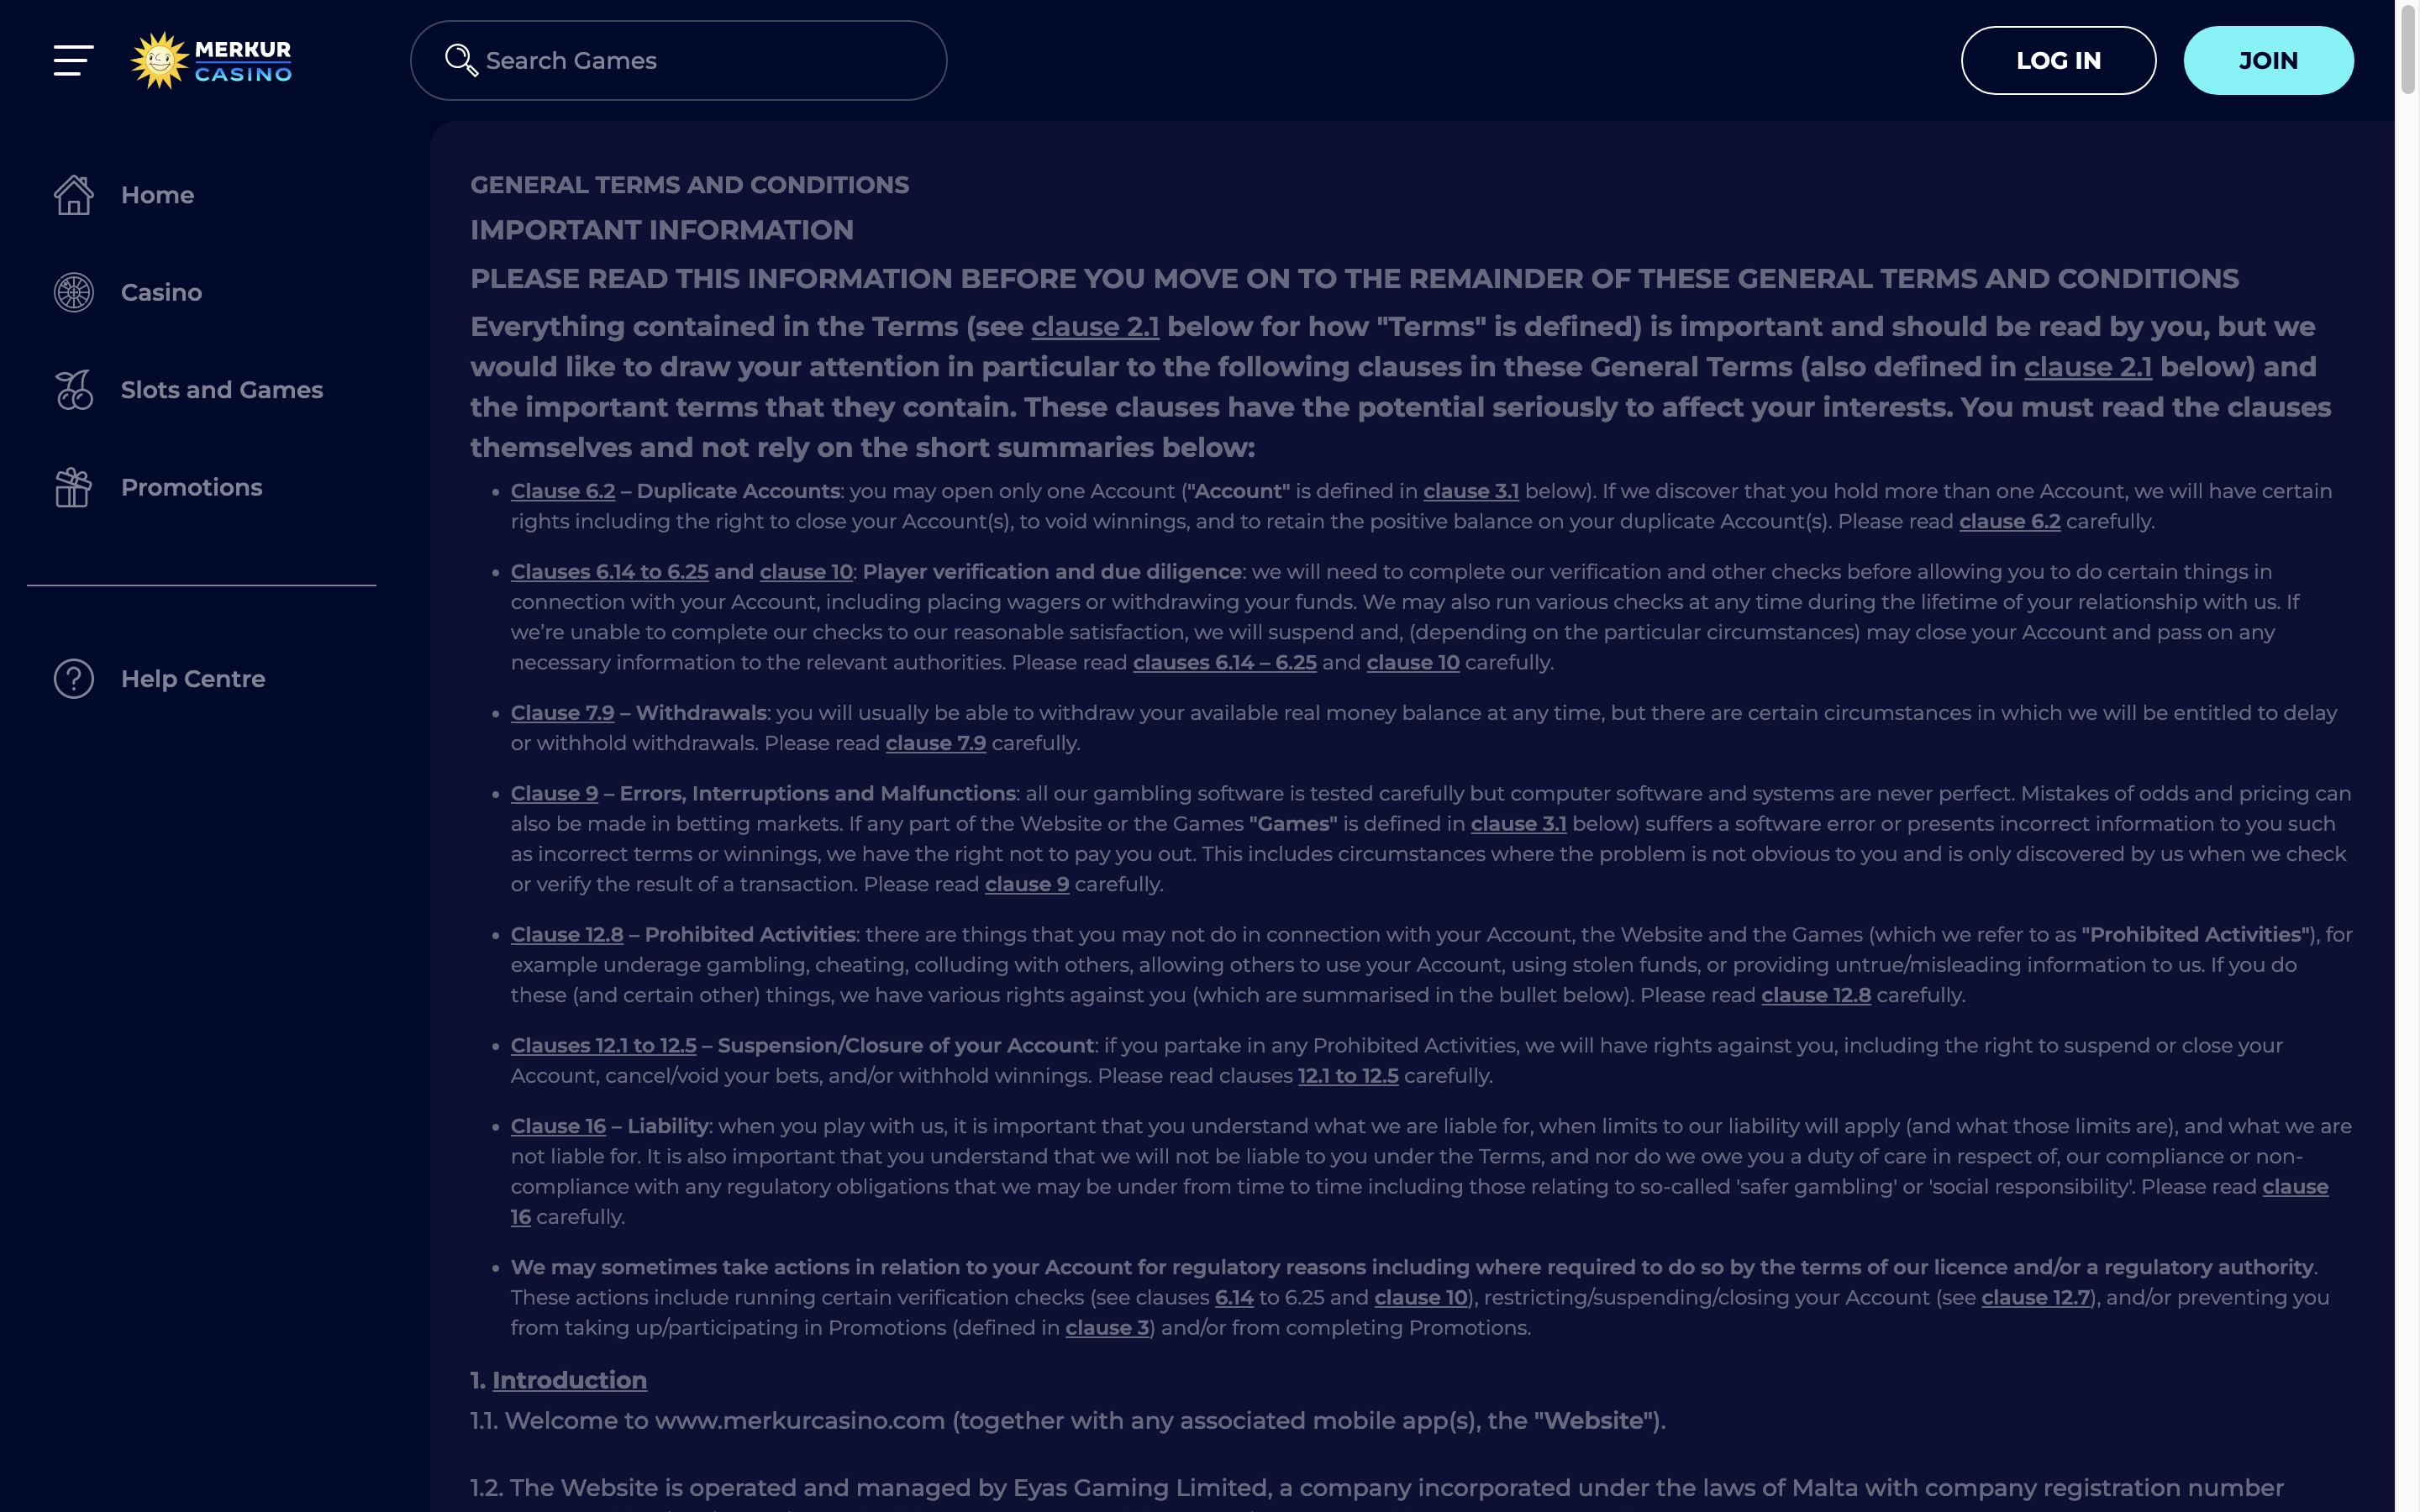 MERKUR
CASINO
Search Games
LOG IN
JOIN
Home
Casino
Slots and Games
Promotions
Help Centre
GENERAL TERMS AND CONDITIONS
IMPORTANT INFORMATION
PLEASE READ THIS INFORMATION BEFORE YOU MOVE ON TO THE REMAINDER OF THESE GENERAL TERMS AND CONDITIONS
Everything contained in the Terms (see clause 2.1 below for how "Terms" is defined) is important and should be read by you, but we
would like to draw your attention in particular to the following clauses in these General Terms (also defined in clause 2.1 below) and
the important terms that they contain. These clauses have the potential seriously to affect your interests. You must read the clauses
themselves and not rely on the short summaries below:
• Clause 6.2 – Duplicate Accounts: you may open only one Account ("Account" is defined in clause 3.1 below). If we discover that you hold more than one Account, we will have certain
rights including the right to close your Account(s), to void winnings, and to retain the positive balance on your duplicate Account(s). Please read clause 6.2 carefully.
• Clauses 6.14 to 6.25 and clause 10: Player verification and due diligence: we will need to complete our verification and other checks before allowing you to do certain things in
connection with your Account, including placing wagers or withdrawing your funds. We may also run various checks at any time during the lifetime of your relationship with us. If
we’re unable to complete our checks to our reasonable satisfaction, we will suspend and, (depending on the particular circumstances) may close your Account and pass on any
necessary information to the relevant authorities. Please read clauses 6.14 – 6.25 and clause 10 carefully.
• Clause 7.9 – Withdrawals: you will usually be able to withdraw your available real money balance at any time, but there are certain circumstances in which we will be entitled to delay
or withhold withdrawals. Please read clause 7.9 carefully.
• Clause 9 – Errors, Interruptions and Malfunctions: all our gambling software is tested carefully but computer software and systems are never perfect. Mistakes of odds and pricing can
also be made in betting markets. If any part of the Website or the Games "Games" is defined in clause 3.1 below) suffers a software error or presents incorrect information to you such
as incorrect terms or winnings, we have the right not to pay you out. This includes circumstances where the problem is not obvious to you and is only discovered by us when we check
or verify the result of a transaction. Please read clause 9 carefully.
• Clause 12.8 – Prohibited Activities: there are things that you may not do in connection with your Account, the Website and the Games (which we refer to as "Prohibited Activities"), for
example underage gambling, cheating, colluding with others, allowing others to use your Account, using stolen funds, or providing untrue/misleading information to us. If you do
these (and certain other) things, we have various rights against you (which are summarised in the bullet below). Please read clause 12.8 carefully.
• Clauses 12.1 to 12.5 – Suspension/Closure of your Account: if you partake in any Prohibited Activities, we will have rights against you, including the right to suspend or close your
Account, cancel/void your bets, and/or withhold winnings. Please read clauses 12.1 to 12.5 carefully.
• Clause 16 – Liability: when you play with us, it is important that you understand what we are liable for, when limits to our liability will apply (and what those limits are), and what we are
not liable for. It is also important that you understand that we will not be liable to you under the Terms, and nor do we owe you a duty of care in respect of, our compliance or non-
compliance with any regulatory obligations that we may be under from time to time including those relating to so-called 'safer gambling' or 'social responsibility'. Please read clause
16 carefully.
• We may sometimes take actions in relation to your Account for regulatory reasons including where required to do so by the terms of our licence and/or a regulatory authority.
These actions include running certain verification checks (see clauses 6.14 to 6.25 and clause 10), restricting/suspending/closing your Account (see clause 12.7), and/or preventing you
from taking up/participating in Promotions (defined in clause 3) and/or from completing Promotions.
1. Introduction
1.1. Welcome to www.merkurcasino.com (together with any associated mobile app(s), the "Website").
1.2. The Website is operated and managed by Eyas Gaming Limited, a company incorporated under the laws of Malta with company registration number